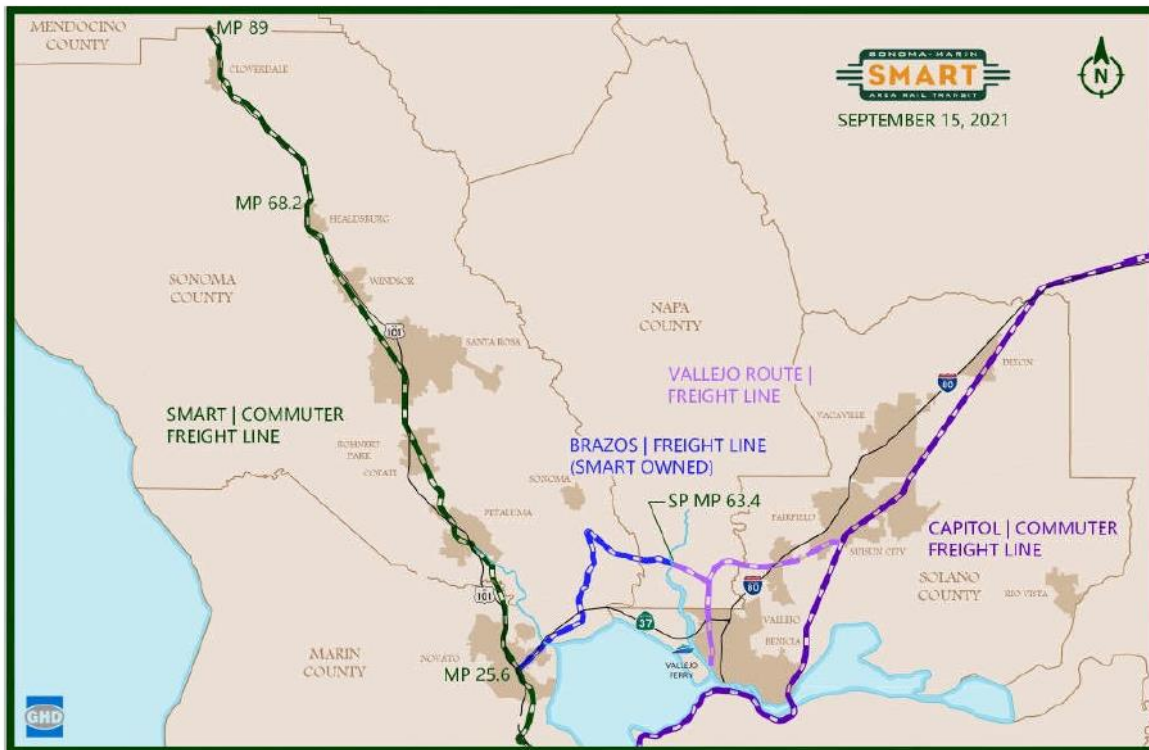 MENDOCINO
COUNTY
MP 89
CLOVERDALE
SONOMA-MARIN
SMART
AREA RAIL TRANSIT
N
SEPTEMBER 15, 2021
MP 68.2
HEALDSBURG
SONOMA
COUNTY
WINDSOR
NAPA
COUNTY
101
SANTA ROSA
DIXON
80
VALLEJO ROUTE |
FREIGHT LINE
VACAVILLE
SMART | COMMUTER
FREIGHT LINE
ROHNERT
PARK
COTATI
BRAZOS | FREIGHT LINE
(SMART OWNED)
SONOMA
SP MP 63.4
PETALUMA
FAIRFIELD
SUISUN CITY
CAPITOL | COMMUTER
FREIGHT LINE
SOLANO
COUNTY
RIO VISTA
101
80
37
VALLEJO
BENICIA
MARIN
COUNTY
NOVATO
VALLEJO
FERRY
MP 25.6
GHD